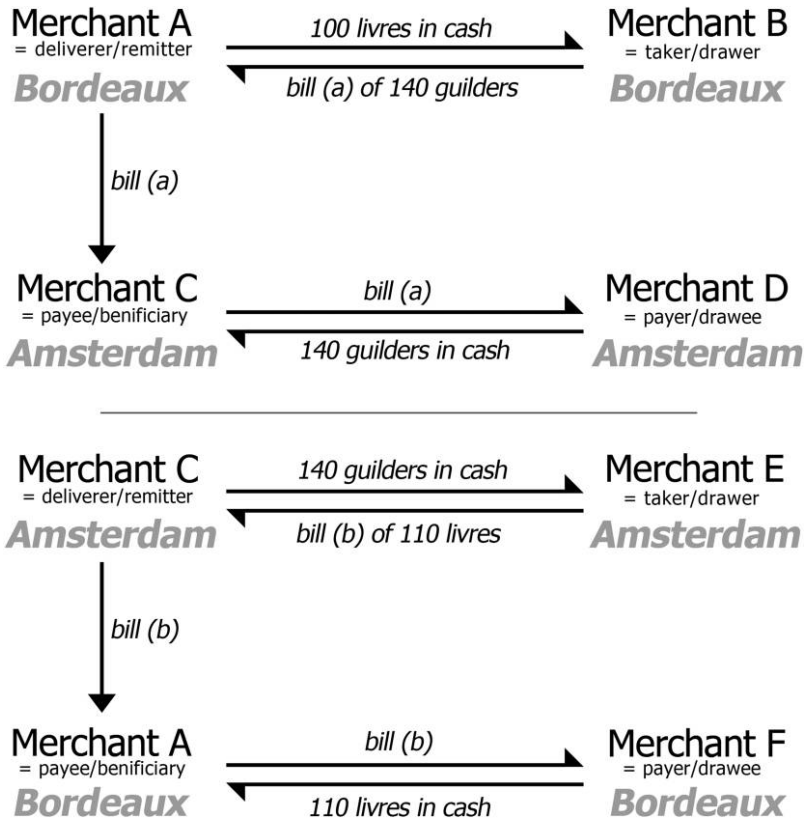 Merchant A
= deliverer/remitter
Bordeaux
100 livres in cash
bill (a) of 140 guilders
Merchant B
= taker/drawer
Bordeaux
bill (a)
Merchant C
= payee/benificiary
Amsterdam
bill (a)
140 guilders in cash
Merchant D
= payer/drawee
Amsterdam
Merchant C
= deliverer/remitter
Amsterdam
140 guilders in cash
bill (b) of 110 livres
Merchant E
= taker/drawer
Amsterdam
bill (b)
Merchant A
= payee/benificiary
Bordeaux
bill (b)
110 livres in cash
Merchant F
= payer/drawee
Bordeaux